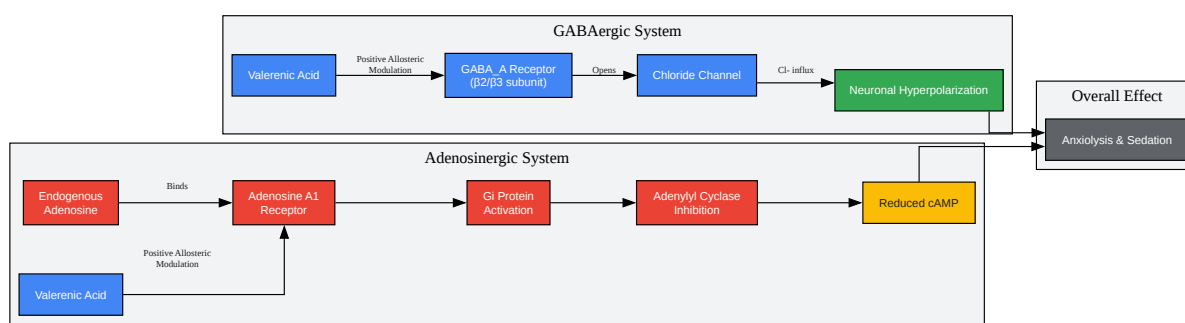 GABAergic System
Valerenic Acid
Positive Allosteric
Modulation
GABA_A Receptor
(β2/β3 subunit)
Opens
Chloride Channel
Cl- influx
Neuronal Hyperpolarization
Overall Effect
Anxiolysis & Sedation
Adenosinergic System
Endogenous
Adenosine
Binds
Adenosine A1
Receptor
Gi Protein
Activation
Adenylyl Cyclase
Inhibition
Reduced cAMP
Positive Allosteric
Modulation
Valerenic Acid